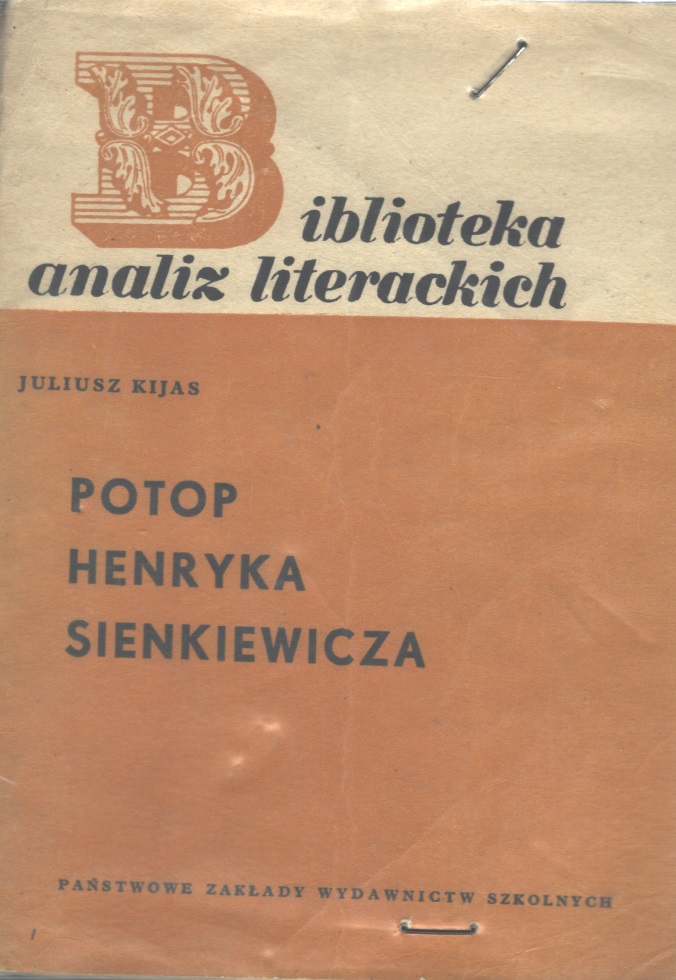 Biblioteka
analiz literackich
JULIUSZ KIJAS
POTOP
HENRYKA
SIENKIEWICZA
PAŃSTWOWE ZAKŁADY WYDAWNICTW SZKOLNYCH